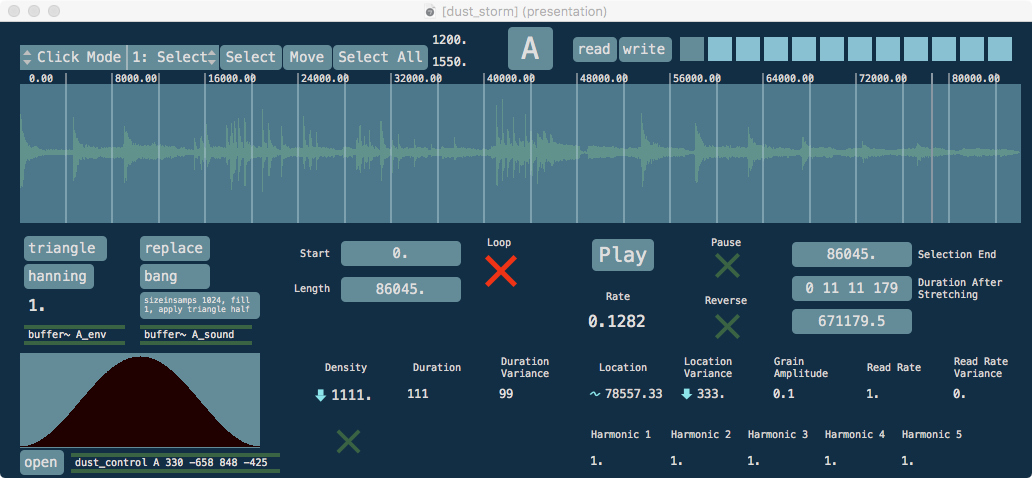 [dust_storm] (presentation)
1200.
Click Mode 1: Select Select Move Select All
1550.
A
read write
0.00 8000.00 16000.00 24000.00 32000.00 40000.00 48000.00 56000.00 64000.00 72000.00 80000.00
triangle replace
hanning bang
1.
sizeinsamps 1024, fill
1, apply triangle half
buffer~ A_env buffer~ A_sound
Start 0.
Length 86045.
Loop
Play
Rate
0.1282
Pause
Reverse
86045. Selection End
0 11 11 179 Duration After
Stretching
671179.5
Density Duration Duration
Variance
1111. 111 99
Location Location
Variance
Grain
Amplitude
Read Rate Read Rate
Variance
~ 78557.33 333. 0.1 1. 0.
Harmonic 1 Harmonic 2 Harmonic 3 Harmonic 4 Harmonic 5
1. 1. 1. 1. 1.
open dust_control A 330 -658 848 -425